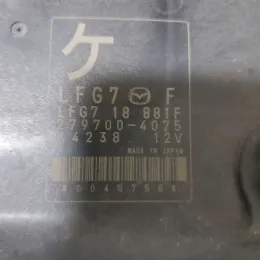 ケ
LFG7 F
LFG7 18 881F
279700-4075
4238 12V
MADE IN JAPAN